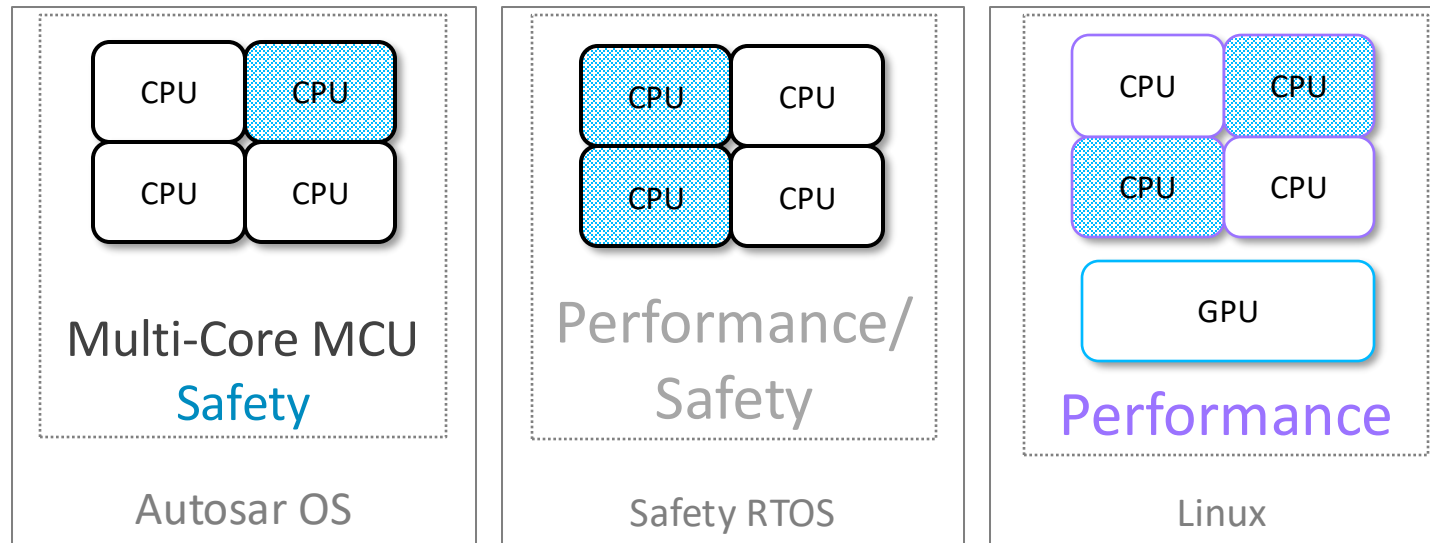 CPU CPU
CPU CPU
Multi-Core MCU
Safety
Autosar OS
CPU CPU
CPU CPU
Performance/
Safety
Safety RTOS
CPU CPU
CPU CPU
GPU
Performance
Linux